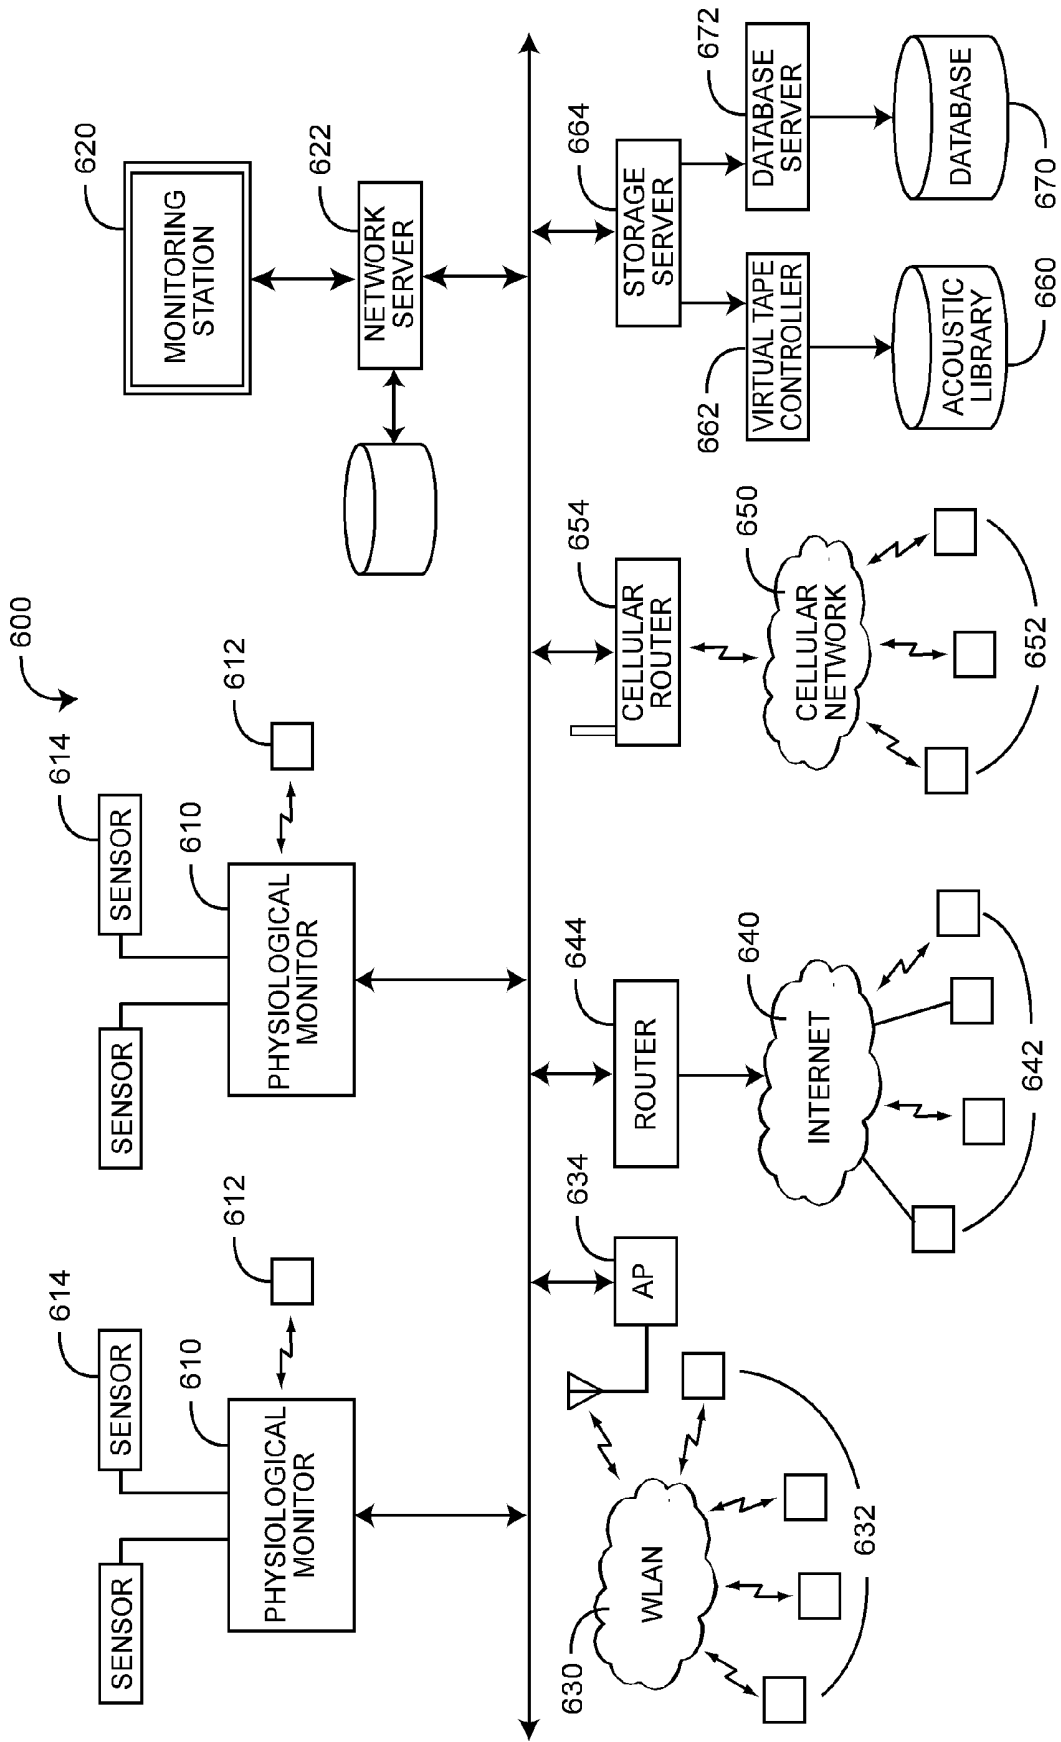 600
SENSOR
614
SENSOR
610
PHYSIOLOGICAL
MONITOR
612
SENSOR
614
SENSOR
610
PHYSIOLOGICAL
MONITOR
612
620
MONITORING
STATION
622
NETWORK
SERVER
630
WLAN
632
634
AP
644
ROUTER
640
INTERNET
642
654
CELLULAR
ROUTER
650
CELLULAR
NETWORK
652
664
STORAGE
SERVER
662
VIRTUAL TAPE
CONTROLLER
672
DATABASE
SERVER
ACOUSTIC
LIBRARY
660
DATABASE
670